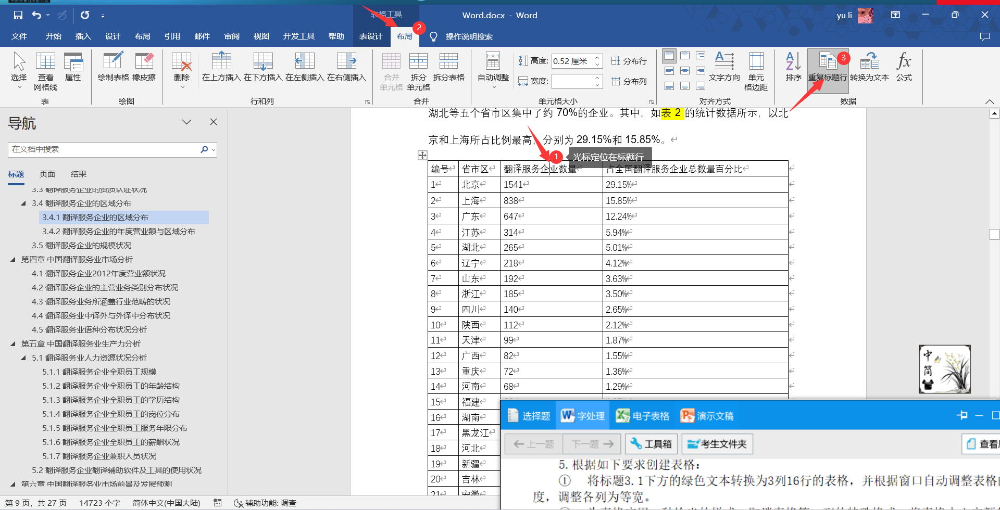 表格工具
Word.docx - Word
yu li
文件 开始 插入 设计 布局 引用 邮件 审阅 视图 开发工具 帮助 表设计 布局 操作说明搜索
2
选择
查看
网格线
属性
表
绘制表格 橡皮擦
绘图
删除
在上方插入 在下方插入 在左侧插入 在右侧插入
行和列
合并
单元格
拆分
单元格
拆分表格
合并
自动调整
高度: 0.52 厘米
宽度:
分布行
分布列
单元格大小
文字方向
单元
格边距
对齐方式
排序
重复标题行
3
转换为文本
公式
数据
导航
在文档中搜索
标题 页面 结果
3.3 翻译服务企业的资质认证状况
3.4 翻译服务企业的区域分布
3.4.1 翻译服务企业的区域分布
3.4.2 翻译服务企业的年度营业额与区域分布
3.5 翻译服务企业的规模状况
第四章 中国翻译服务业市场分析
4.1 翻译服务企业2012年度营业额状况
4.2 翻译服务企业的主营业务类别分布状况
4.3 翻译服务业务所涵盖行业范畴的状况
4.4 翻译服务业中译外与外译中分布状况
4.5 翻译服务业语种分布状况分析
第五章 中国翻译服务业生产力分析
5.1 翻译服务业人力资源状况分析
5.1.1 翻译服务企业全职员工规模
5.1.2 翻译服务企业全职员工的年龄结构
5.1.3 翻译服务企业全职员工的学历结构
5.1.4 翻译服务企业全职员工的岗位分布
5.1.5 翻译服务企业全职员工服务年限分布
5.1.6 翻译服务企业全职员工的薪酬状况
5.1.7 翻译服务企业兼职人员状况
5.2 翻译服务企业翻译辅助软件及工具的使用状况
第六章 中国翻译服务业市场前景及发展预测
湖北等五个省市区集中了约 70%的企业。其中，如表 2 的统计数据所示，以北
京和上海所占比例最高，分别为 29.15%和 15.85%。
1
光标定位在标题行
编号 省市区 翻译服务企业数量 占全国翻译服务企业总数量百分比
1 北京 1541 29.15%
2 上海 838 15.85%
3 广东 647 12.24%
4 江苏 314 5.94%
5 湖北 265 5.01%
6 辽宁 218 4.12%
7 山东 192 3.63%
8 浙江 185 3.50%
9 四川 140 2.65%
10 陕西 112 2.12%
11 天津 99 1.87%
12 广西 82 1.55%
13 重庆 72 1.36%
14 河南 68 1.29%
15 福建
16 湖南
17 黑龙江
18 河北
19 新疆
20 吉林
21 安徽
中
简
选择题 字处理 电子表格 演示文稿
上一题 下一题 工具箱 考生文件夹 查看
5.根据如下要求创建表格：
① 将标题3.1下方的绿色文本转换为3列16行的表格，并根据窗口自动调整表格
度，调整各列为等宽。
第 9 页，共 27 页 14723 个字 简体中文(中国大陆) 辅助功能: 调查